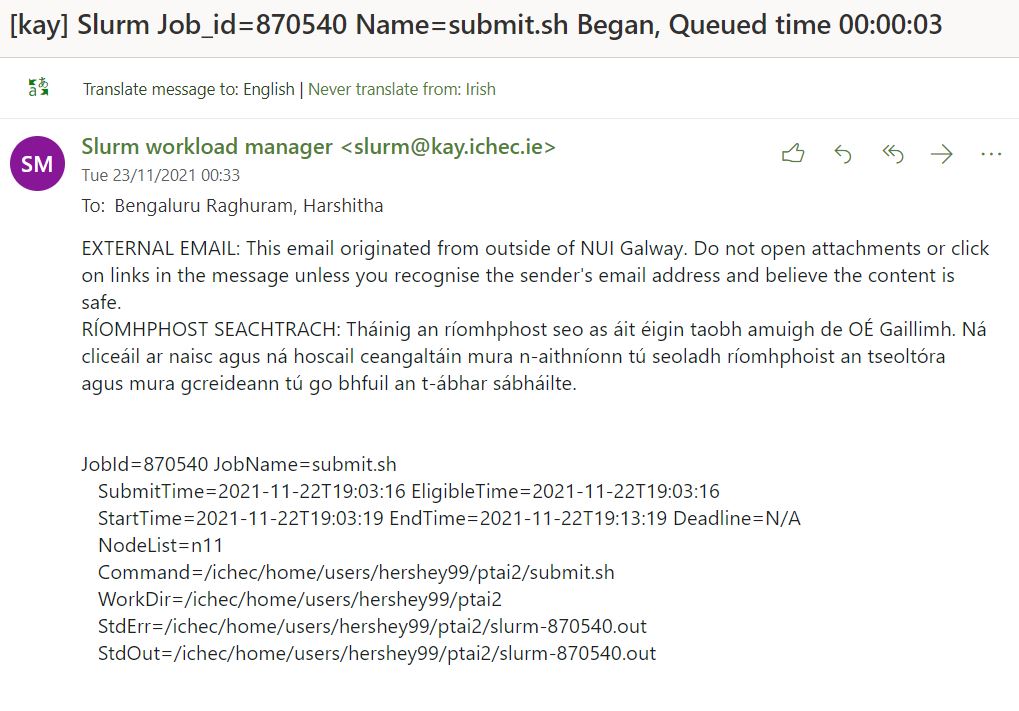 [kay] Slurm Job_id=870540 Name=submit.sh Began, Queued time 00:00:03
Translate message to: English | Never translate from: Irish
SM
Slurm workload manager <slurm@kay.ichec.ie>
Tue 23/11/2021 00:33
To: Bengaluru Raghuram, Harshitha
EXTERNAL EMAIL: This email originated from outside of NUI Galway. Do not open attachments or click
on links in the message unless you recognise the sender's email address and believe the content is
safe.
RÍOMHPHOST SEACHTRACH: Tháinig an ríomhphost seo as áit éigin taobh amuigh de OÉ Gaillimh. Ná
cliceáil ar naisc agus ná hoscail ceangaltáin mura n-aithníonn tú seoladh ríomhphoist an tseoltóra
agus mura gcreideann tú go bhfuil an t-ábhar sábháilte.
JobId=870540 JobName=submit.sh
SubmitTime=2021-11-22T19:03:16 EligibleTime=2021-11-22T19:03:16
StartTime=2021-11-22T19:03:19 EndTime=2021-11-22T19:13:19 Deadline=N/A
NodeList=n11
Command=/ichec/home/users/hershey99/ptai2/submit.sh
WorkDir=/ichec/home/users/hershey99/ptai2
StdErr=/ichec/home/users/hershey99/ptai2/slurm-870540.out
StdOut=/ichec/home/users/hershey99/ptai2/slurm-870540.out